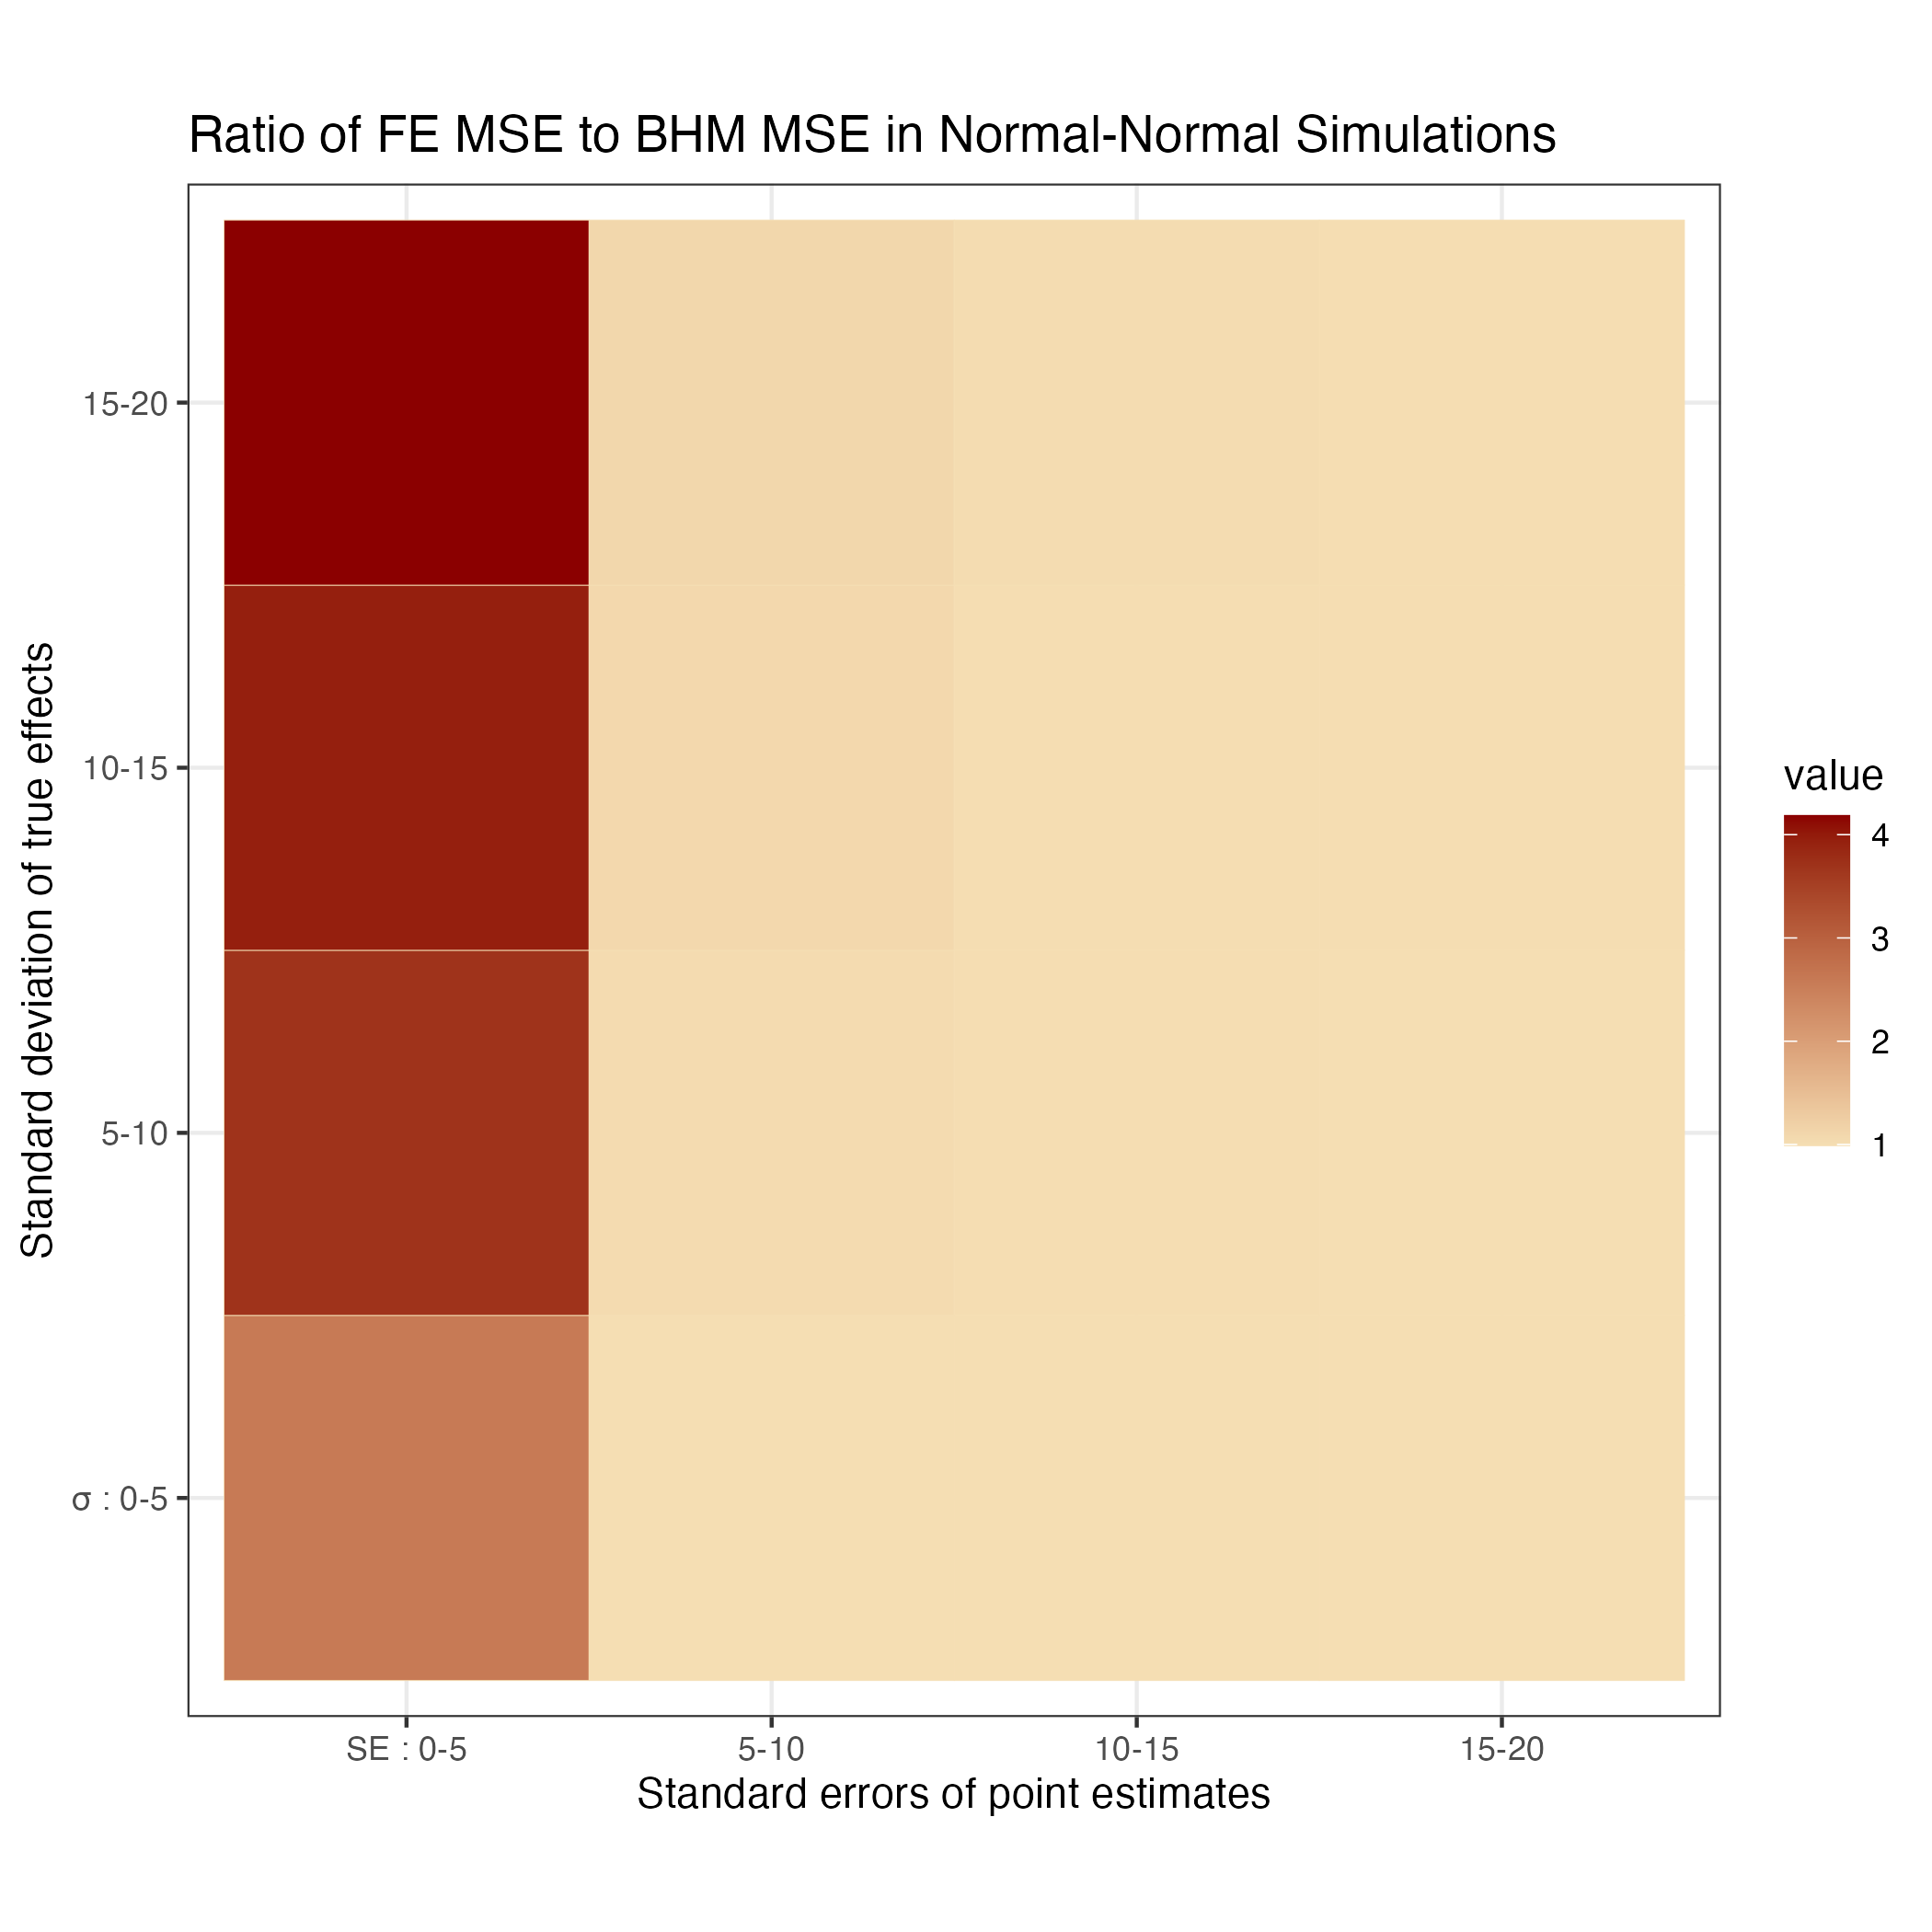 Ratio of FE MSE to BHM MSE in Normal-Normal Simulations
Standard deviation of true effects
15-20
10-15
5-10
σ : 0-5
SE : 0-5
5-10
10-15
15-20
Standard errors of point estimates
value
4
3
2
1